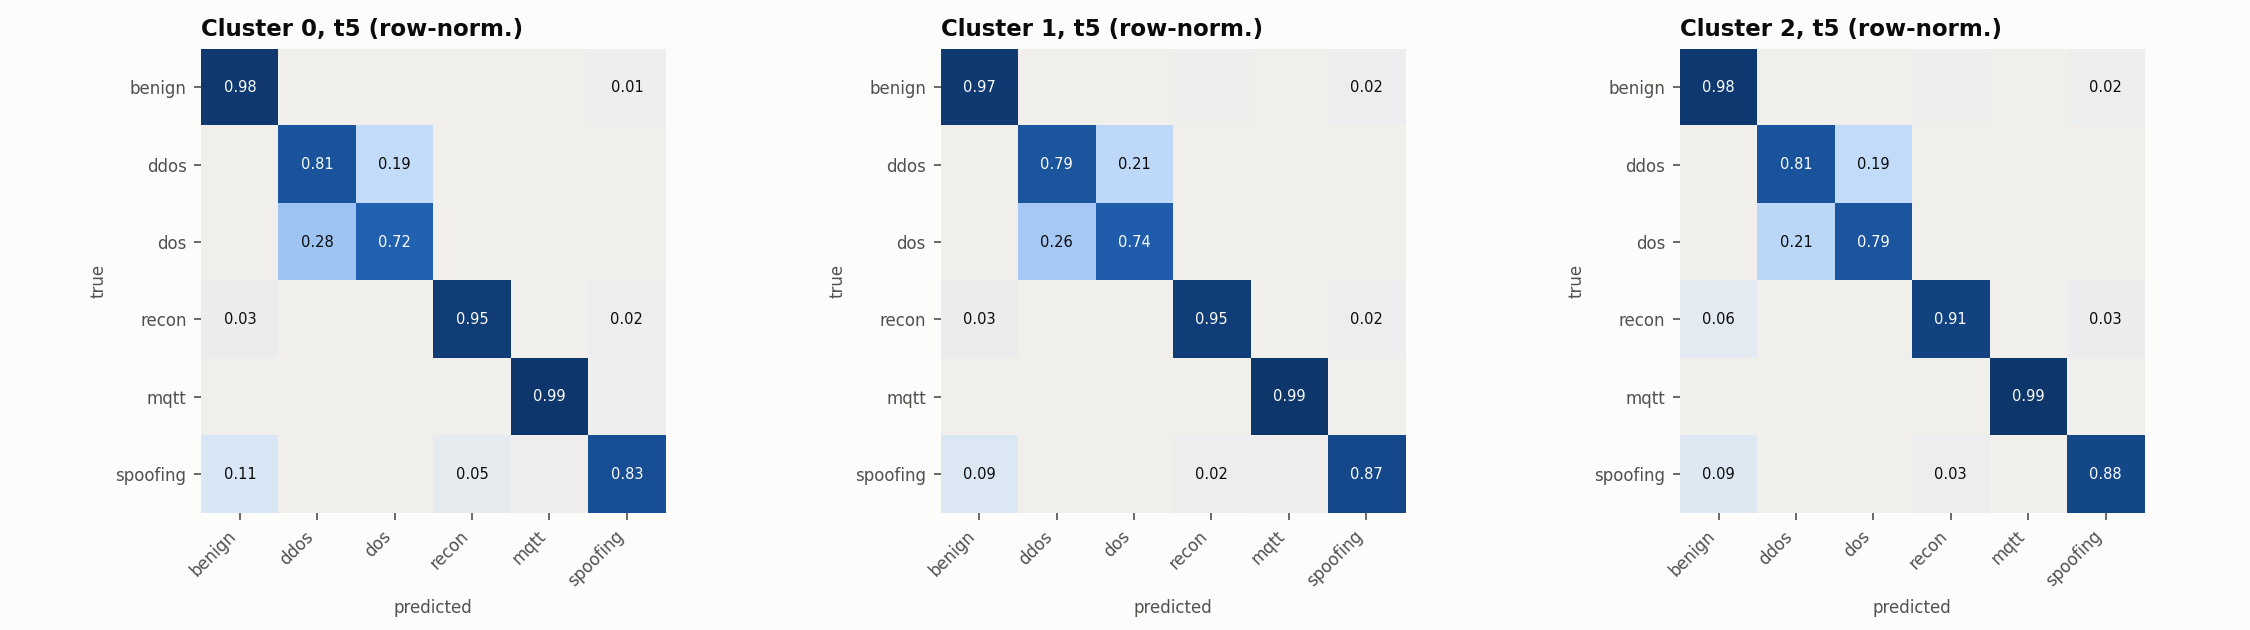 Cluster 0, t5 (row-norm.)
benign 0.98 0.01
ddos 0.81 0.19
dos 0.28 0.72
recon 0.03 0.95 0.02
mqtt 0.99
spoofing 0.11 0.05 0.83
true
benign ddos dos recon mqtt spoofing
predicted
Cluster 1, t5 (row-norm.)
benign 0.97 0.02
ddos 0.79 0.21
dos 0.26 0.74
recon 0.03 0.95 0.02
mqtt 0.99
spoofing 0.09 0.02 0.87
true
benign ddos dos recon mqtt spoofing
predicted
Cluster 2, t5 (row-norm.)
benign 0.98 0.02
ddos 0.81 0.19
dos 0.21 0.79
recon 0.06 0.91 0.03
mqtt 0.99
spoofing 0.09 0.03 0.88
true
benign ddos dos recon mqtt spoofing
predicted